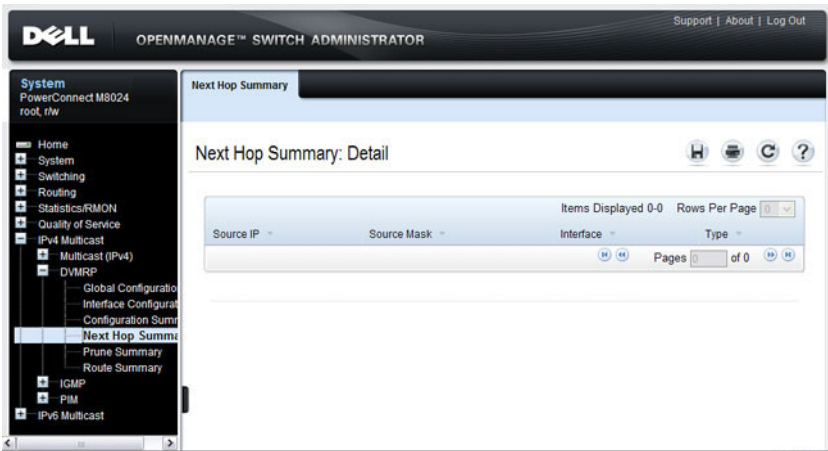 Support | About | Log Out
DELL
OPENMANAGE™ SWITCH ADMINISTRATOR
System
PowerConnect M8024
root, r/w
Home
System
Switching
Routing
Statistics/RMON
Quality of Service
IPv4 Multicast
Multicast (IPv4)
DVMRP
Global Configuratio
Interface Configurat
Configuration Summ
Next Hop Summa
Prune Summary
Route Summary
IGMP
PIM
IPv6 Multicast
Next Hop Summary
Next Hop Summary: Detail
Items Displayed 0-0 Rows Per Page 0
Source IP Source Mask Interface Type
Pages 0 of 0